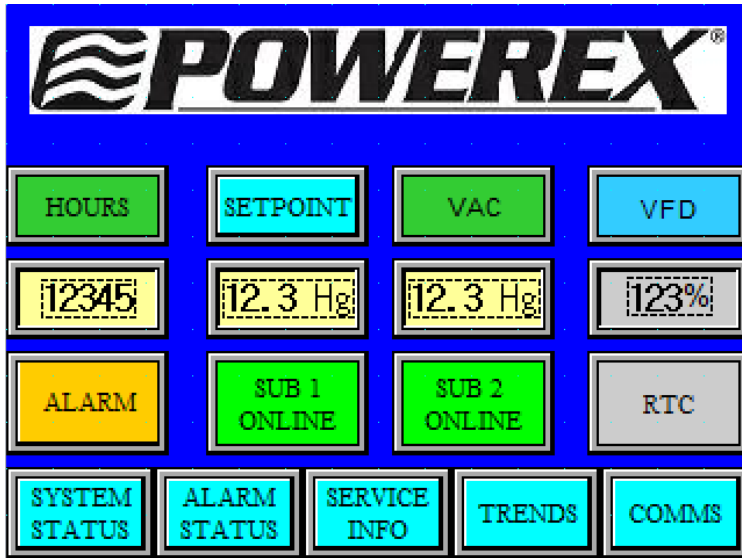 POWEREX®
HOURS SETPOINT VAC VFD
12345 12.3 Hg 12.3 Hg 123%
ALARM SUB 1 ONLINE SUB 2 ONLINE RTC
SYSTEM STATUS ALARM STATUS SERVICE INFO TRENDS COMMS